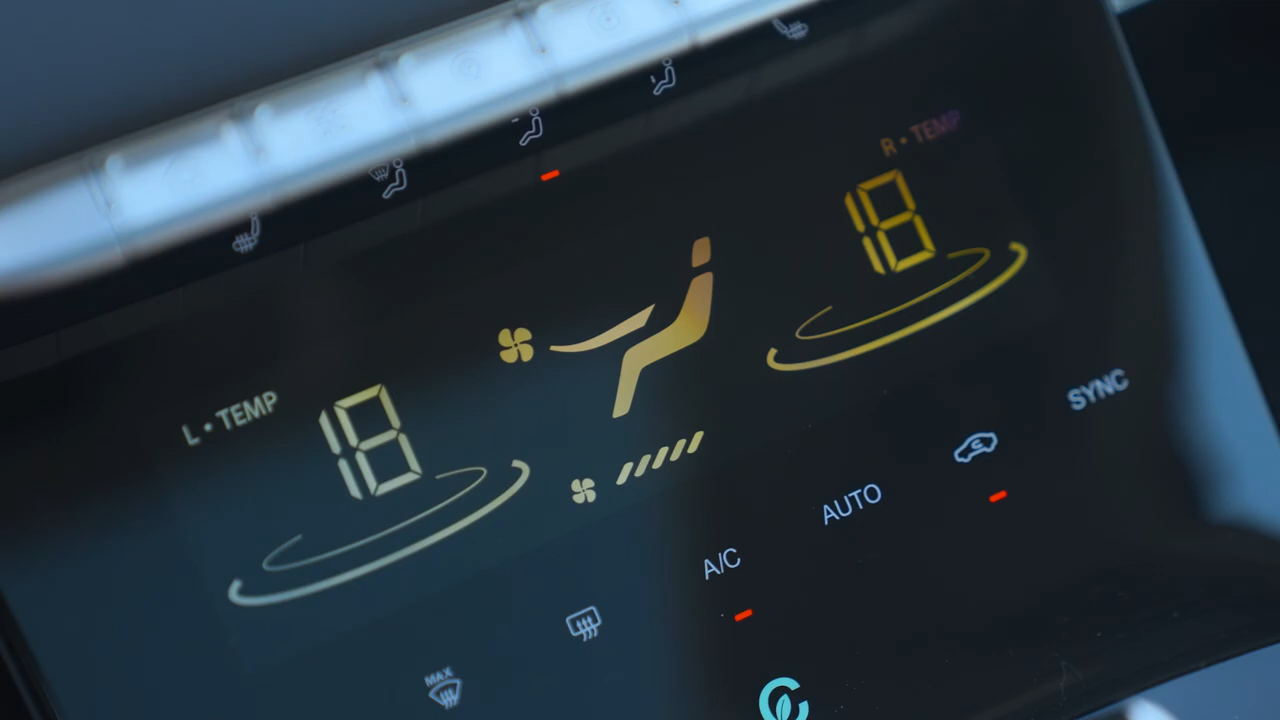 R • TEMP
18
L • TEMP
18
SYNC
AUTO
A/C
MAX